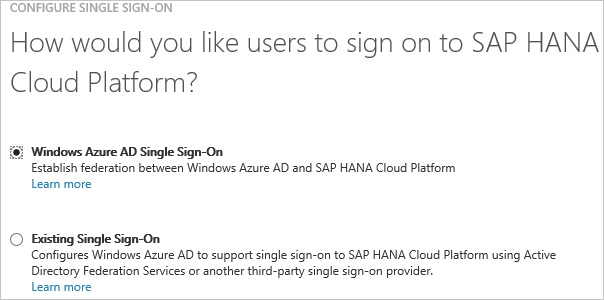 CONFIGURE SINGLE SIGN-ON
How would you like users to sign on to SAP HANA
Cloud Platform?
Windows Azure AD Single Sign-On
Establish federation between Windows Azure AD and SAP HANA Cloud Platform
Learn more
Existing Single Sign-On
Configures Windows Azure AD to support single sign-on to SAP HANA Cloud Platform using Active
Directory Federation Services or another third-party single sign-on provider.
Learn more